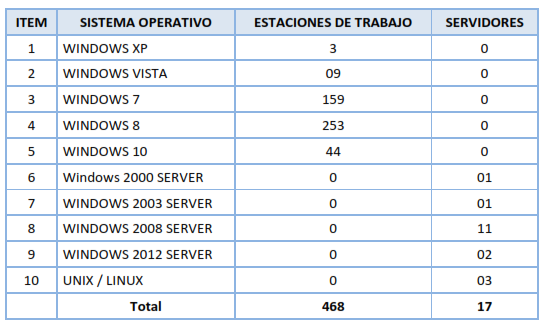 ITEM SISTEMA OPERATIVO ESTACIONES DE TRABAJO SERVIDORES
1 WINDOWS XP 3 0
2 WINDOWS VISTA 09 0
3 WINDOWS 7 159 0
4 WINDOWS 8 253 0
5 WINDOWS 10 44 0
6 Windows 2000 SERVER 0 01
7 WINDOWS 2003 SERVER 0 01
8 WINDOWS 2008 SERVER 0 11
9 WINDOWS 2012 SERVER 0 02
10 UNIX / LINUX 0 03
Total 468 17